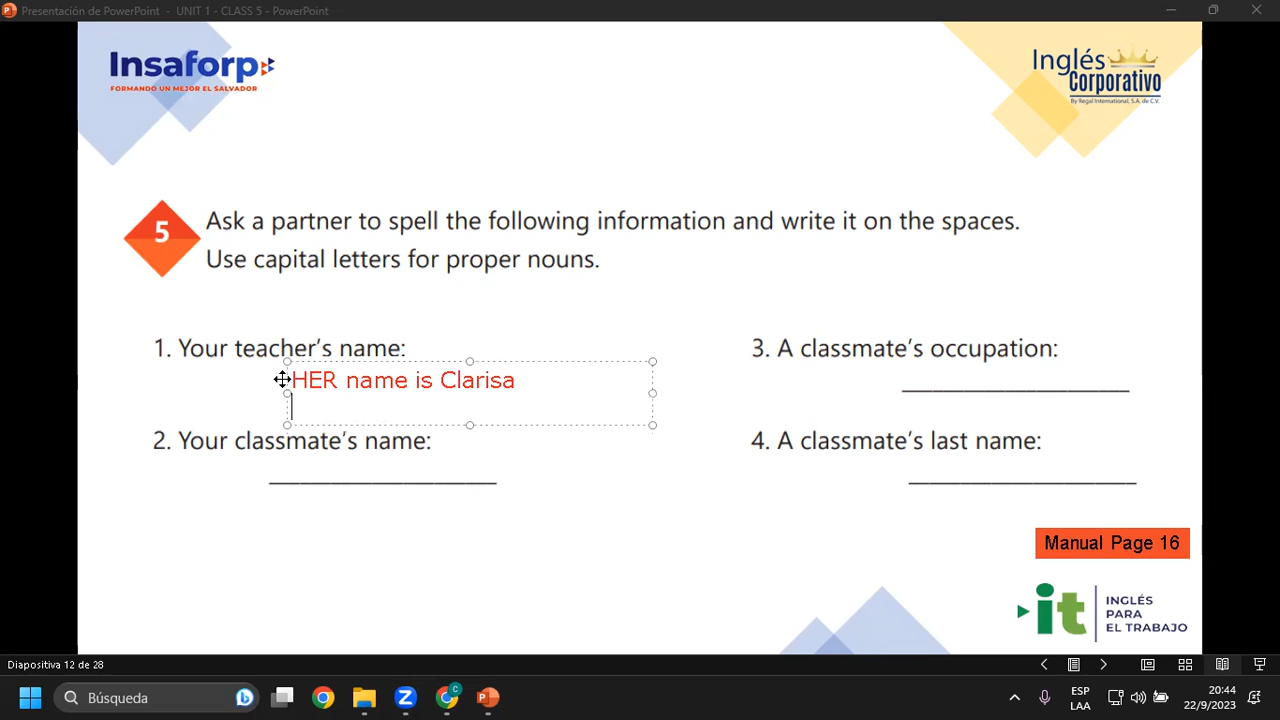 Presentación de PowerPoint - UNIT 1 - CLASS 5 - PowerPoint
Insaforp
FORMANDO UN MEJOR EL SALVADOR
Inglés
Corporativo
By Regal International, S.A. de C.V.
5
Ask a partner to spell the following information and write it on the spaces.
Use capital letters for proper nouns.
1. Your teacher's name:
HER name is Clarisa
2. Your classmate's name:
3. A classmate's occupation:
4. A classmate's last name:
Manual Page 16
it
INGLÉS
PARA
EL TRABAJO
Diapositiva 12 de 28
Búsqueda
C
ESP
LAA
20:44
22/9/2023